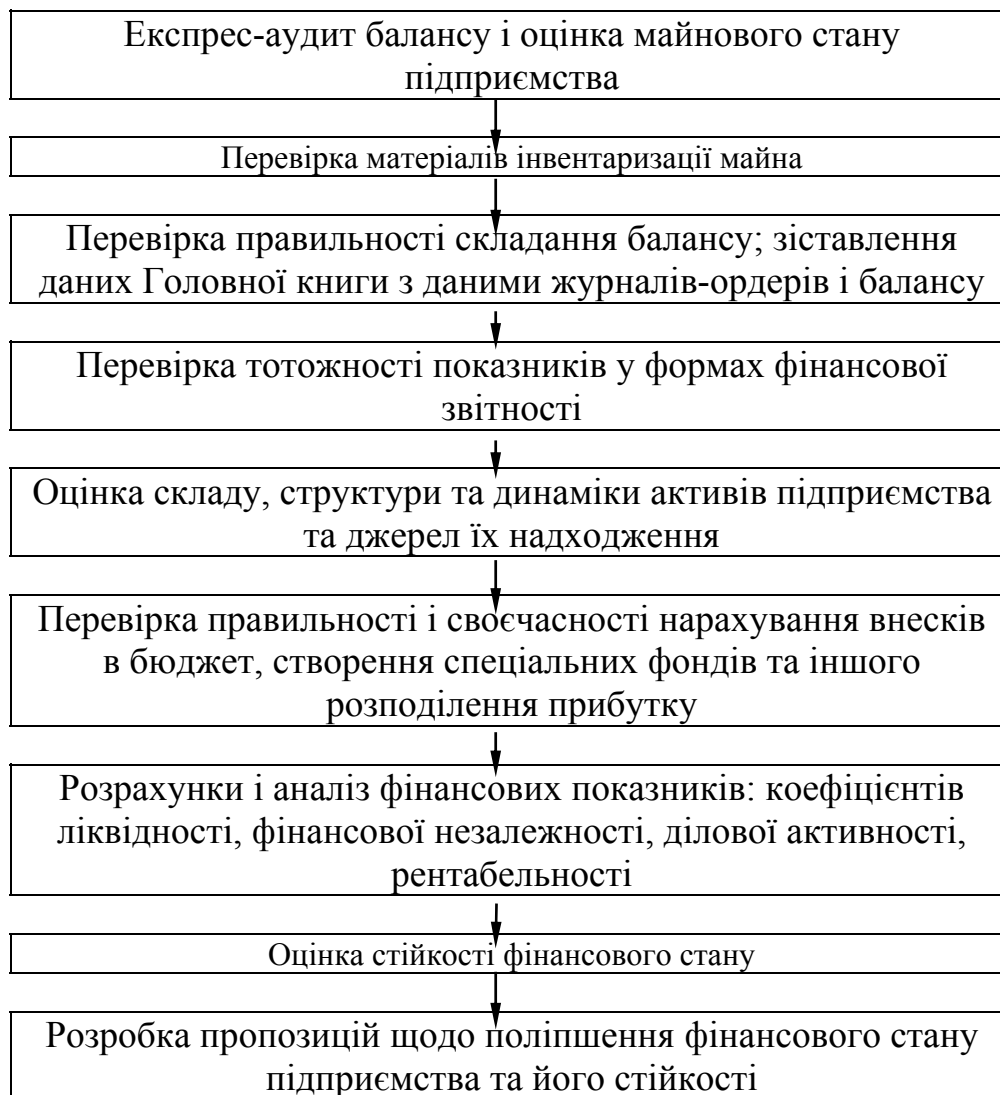 Експрес-аудит балансу і оцінка майнового стану
підприємства
Перевірка матеріалів інвентаризації майна
Перевірка правильності складання балансу; зіставлення
даних Головної книги з даними журналів-ордерів і балансу
Перевірка тотожності показників у формах фінансової
звітності
Оцінка складу, структури та динаміки активів підприємства
та джерел їх надходження
Перевірка правильності і своєчасності нарахування внесків
в бюджет, створення спеціальних фондів та іншого
розподілення прибутку
Розрахунки і аналіз фінансових показників: коефіцієнтів
ліквідності, фінансової незалежності, ділової активності,
рентабельності
Оцінка стійкості фінансового стану
Розробка пропозицій щодо поліпшення фінансового стану
підприємства та його стійкості